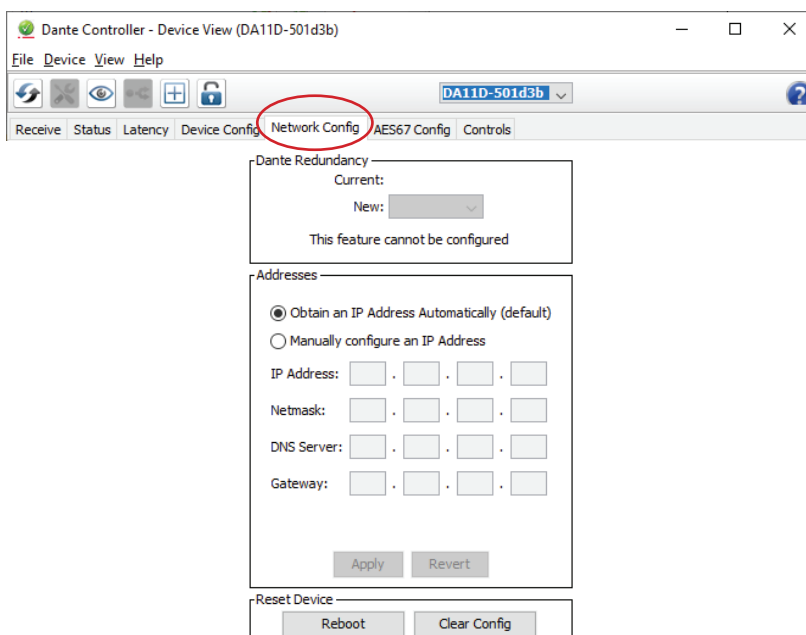 Dante Controller - Device View (DA11D-501d3b)
File Device View Help
DA11D-501d3b
?
Receive Status Latency Device Config Network Config AES67 Config Controls
Dante Redundancy
Current:
New:
This feature cannot be configured
Addresses
Obtain an IP Address Automatically (default)
Manually configure an IP Address
IP Address: . . .
Netmask: . . .
DNS Server: . . .
Gateway: . . .
Apply Revert
Reset Device
Reboot Clear Config